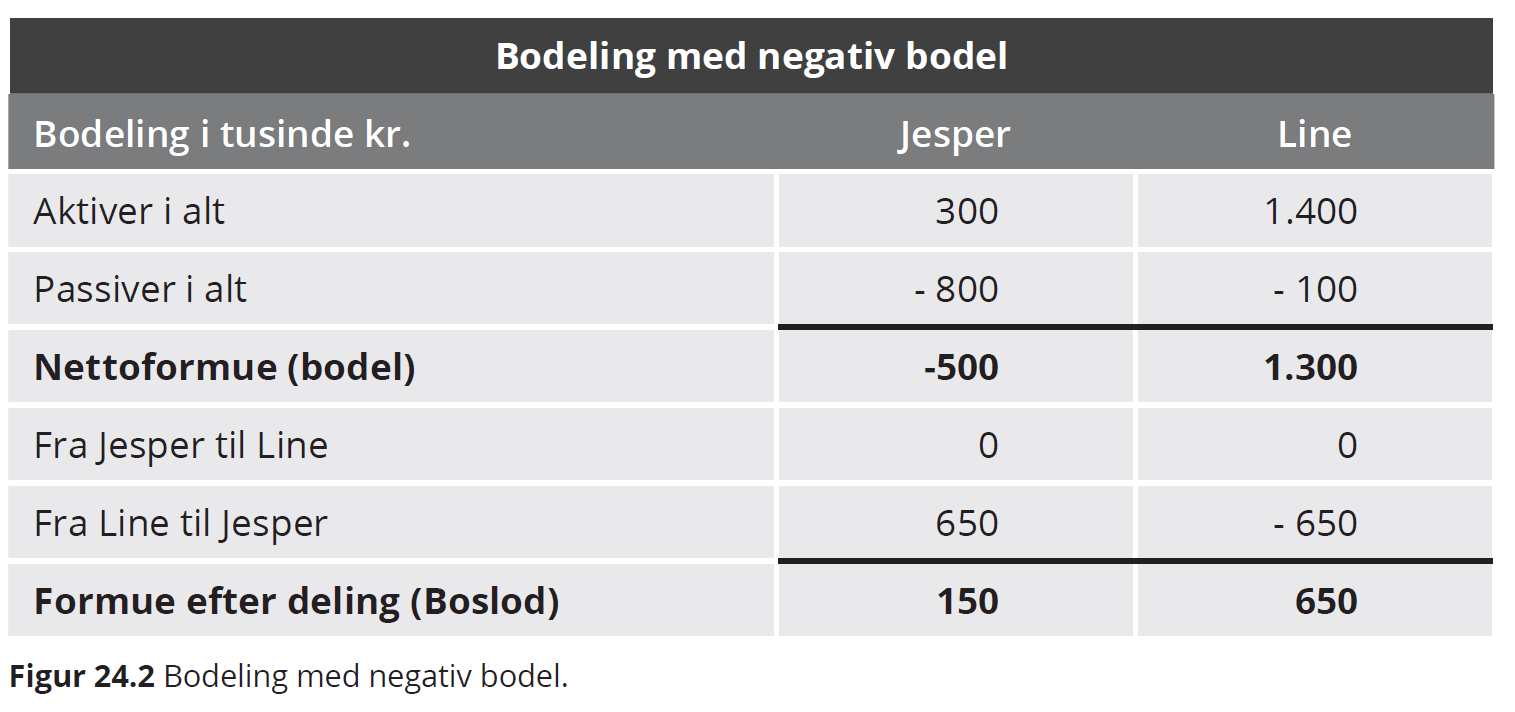 Bodeling med negativ bodel
Bodeling i tusinde kr. Jesper Line
Aktiver i alt 300 1.400
Passiver i alt - 800 - 100
Nettoformue (bodel) -500 1.300
Fra Jesper til Line 0 0
Fra Line til Jesper 650 - 650
Formue efter deling (Boslod) 150 650
Figur 24.2 Bodeling med negativ bodel.